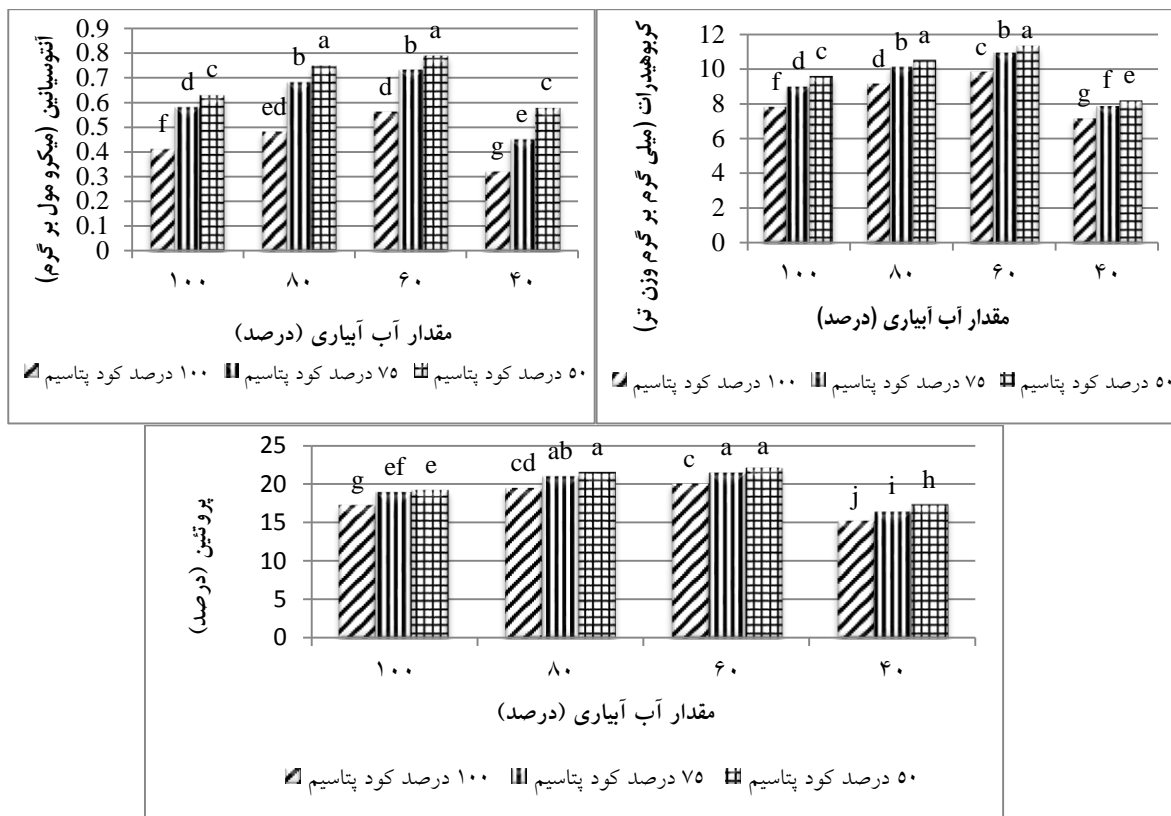 آنتوسیانین (میکرو مول بر گرم)
0.9
0.8
0.7
0.6
0.5
0.4
0.3
0.2
0.1
0
f d c
ed b a
d b a
g e c
۱۰۰ ۸۰ ۶۰ ۴۰
مقدار آب آبیاری (درصد)
۱۰۰ درصد کود پتاسیم ۷۵ درصد کود پتاسیم ۵۰ درصد کود پتاسیم
کربوهیدرات (میلی گرم بر گرم وزن تر)
12
10
8
6
4
2
0
f d c
d b a
c b a
g f e
۱۰۰ ۸۰ ۶۰ ۴۰
مقدار آب آبیاری (درصد)
۱۰۰ درصد کود پتاسیم ۷۵ درصد کود پتاسیم ۵۰ درصد کود پتاسیم
پروتئین (درصد)
25
20
15
10
5
0
g ef e
cd ab a
c a a
j i h
۱۰۰ ۸۰ ۶۰ ۴۰
مقدار آب آبیاری (درصد)
۱۰۰ درصد کود پتاسیم ۷۵ درصد کود پتاسیم ۵۰ درصد کود پتاسیم